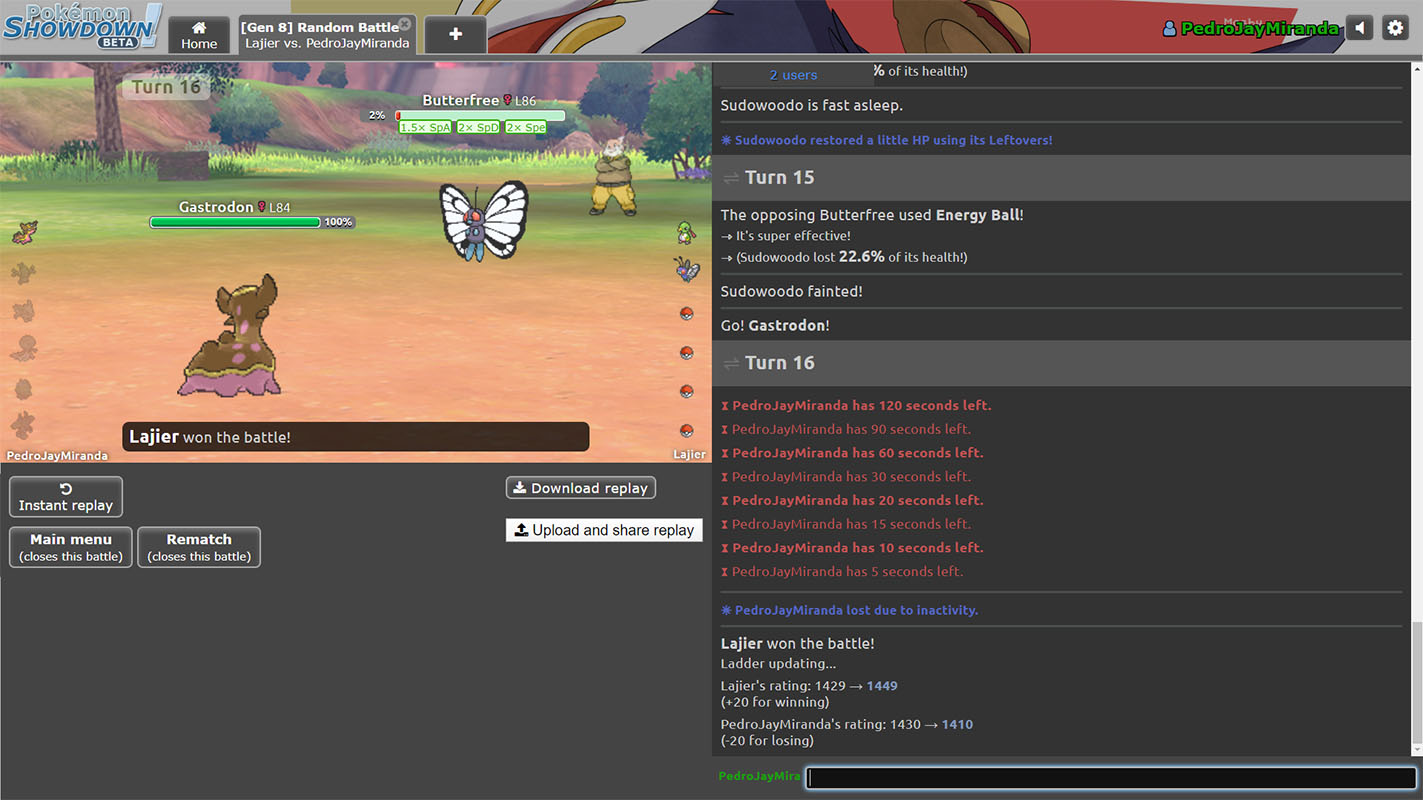 Pokémon
SHOWDOWN!
BETA
Home
[Gen 8] Random Battle
Lajier vs. PedroJayMiranda
+
PedroJayMiranda
Turn 16
Butterfree L86
2%
1.5× SpA 2× SpD 2× Spe
Gastrodon L84
100%
Lajier won the battle!
PedroJayMiranda
Lajier
Instant replay
Download replay
Upload and share replay
Main menu
(closes this battle)
Rematch
(closes this battle)
2 users
% of its health!)
Sudowoodo is fast asleep.
Sudowoodo restored a little HP using its Leftovers!
Turn 15
The opposing Butterfree used Energy Ball!
→ It's super effective!
→ (Sudowoodo lost 22.6% of its health!)
Sudowoodo fainted!
Go! Gastrodon!
Turn 16
PedroJayMiranda has 120 seconds left.
PedroJayMiranda has 90 seconds left.
PedroJayMiranda has 60 seconds left.
PedroJayMiranda has 30 seconds left.
PedroJayMiranda has 20 seconds left.
PedroJayMiranda has 15 seconds left.
PedroJayMiranda has 10 seconds left.
PedroJayMiranda has 5 seconds left.
PedroJayMiranda lost due to inactivity.
Lajier won the battle!
Ladder updating...
Lajier's rating: 1429 → 1449
(+20 for winning)
PedroJayMiranda's rating: 1430 → 1410
(-20 for losing)
PedroJayMira